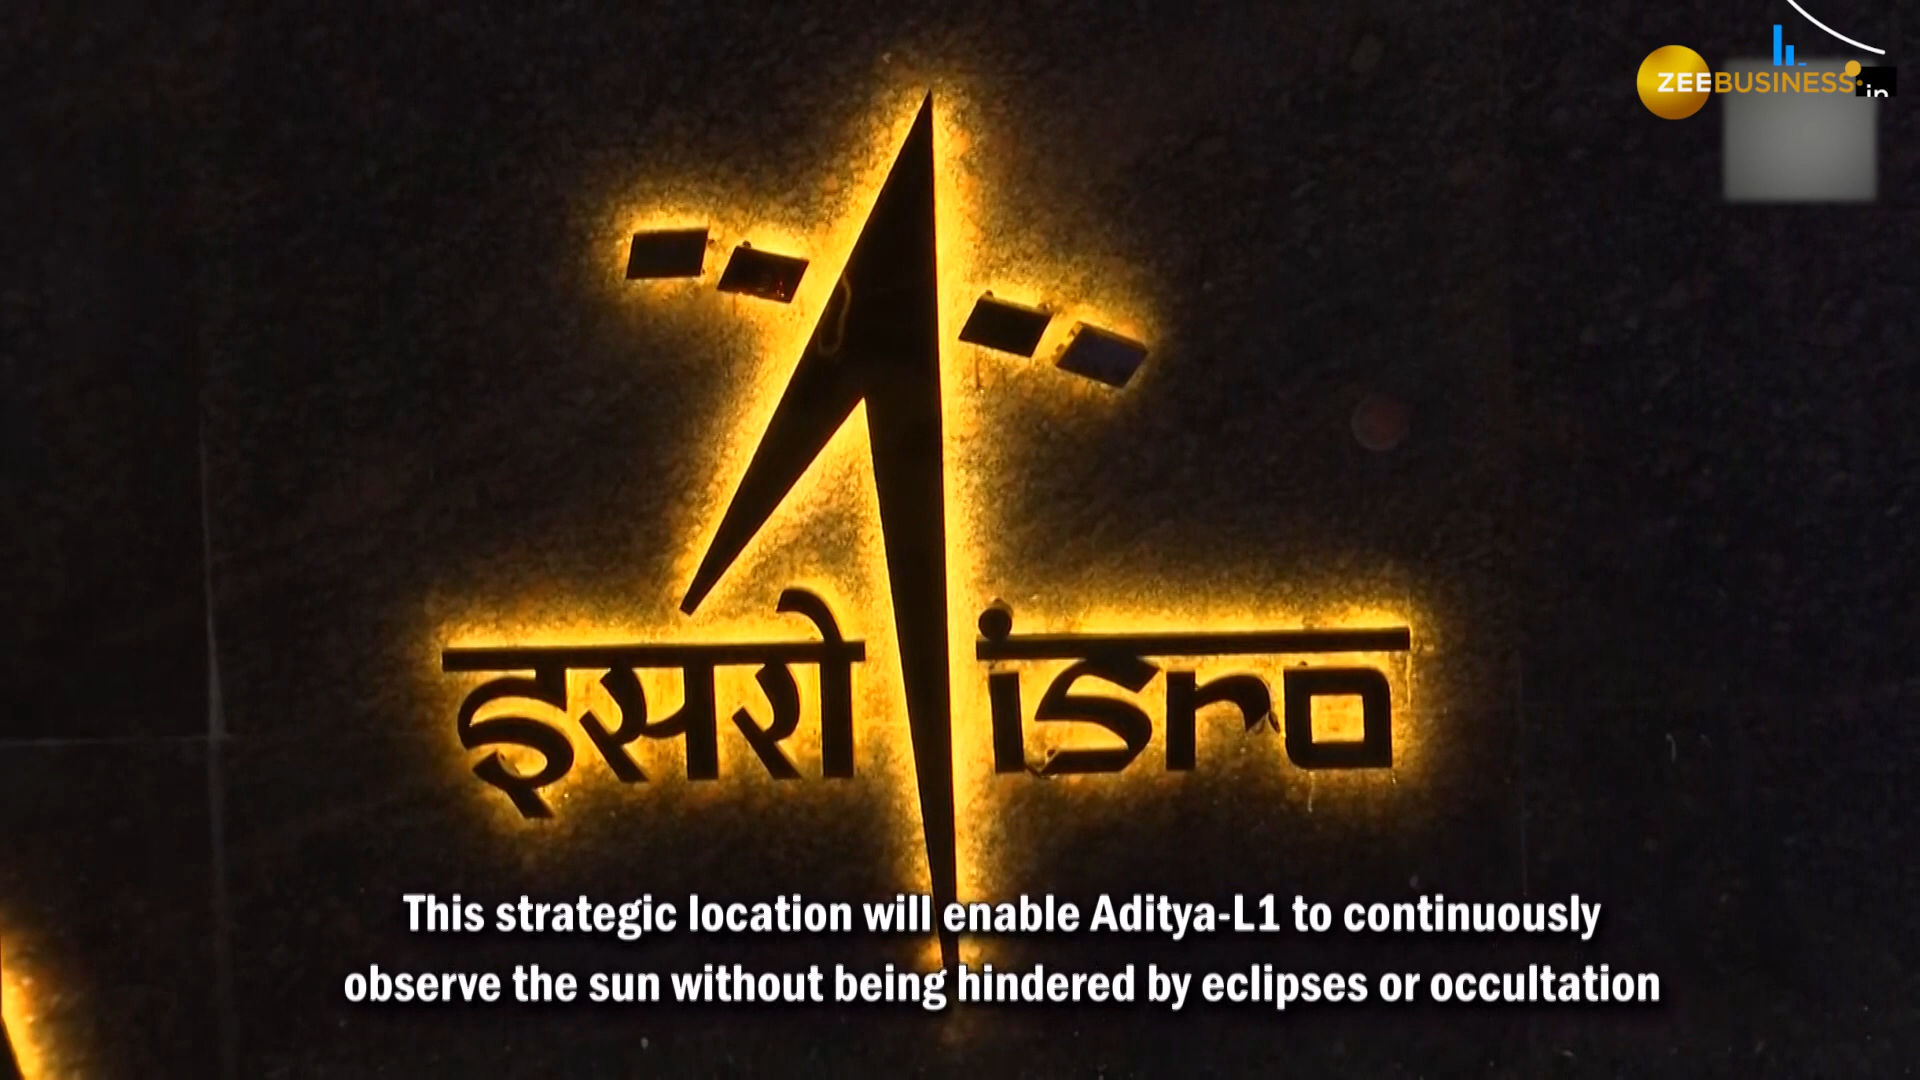 ZEEBUSINESS
इसरो isro
This strategic location will enable Aditya-L1 to continuously
observe the sun without being hindered by eclipses or occultation